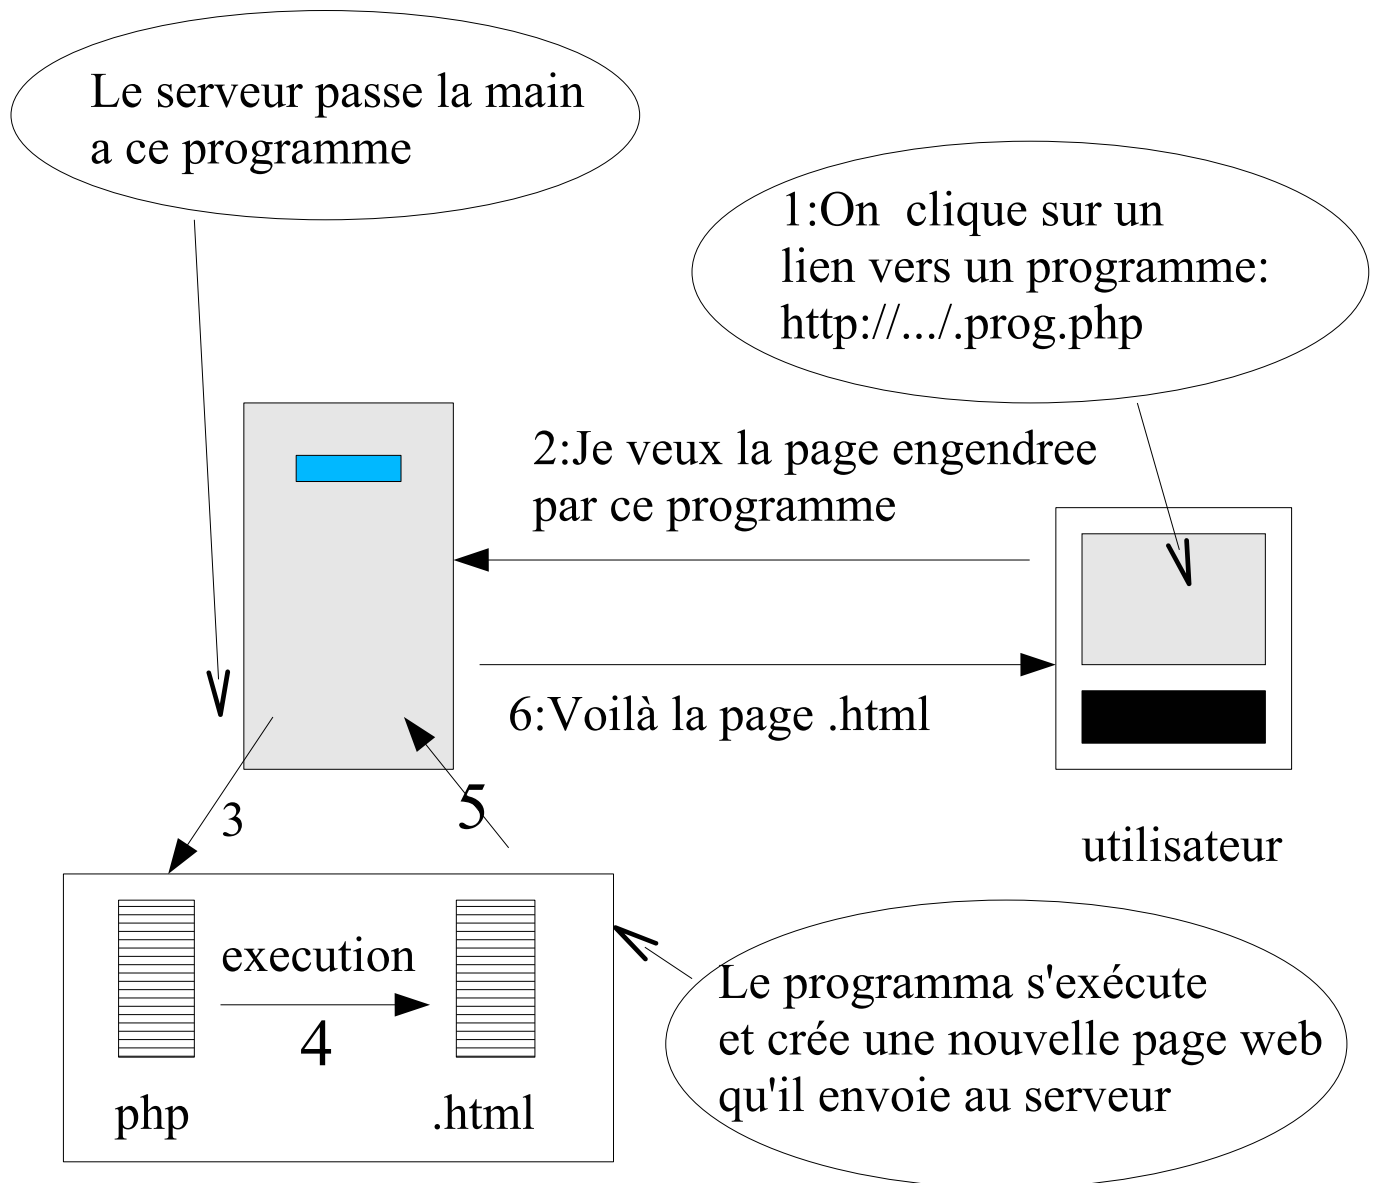 Le serveur passe la main
a ce programme
1:On  clique sur un
lien vers un programme:
http://.../.prog.php
2:Je veux la page engendree
par ce programme
6:Voilà la page .html
3
5
utilisateur
execution
4
php
.html
Le programma s'exécute
et crée une nouvelle page web
qu'il envoie au serveur